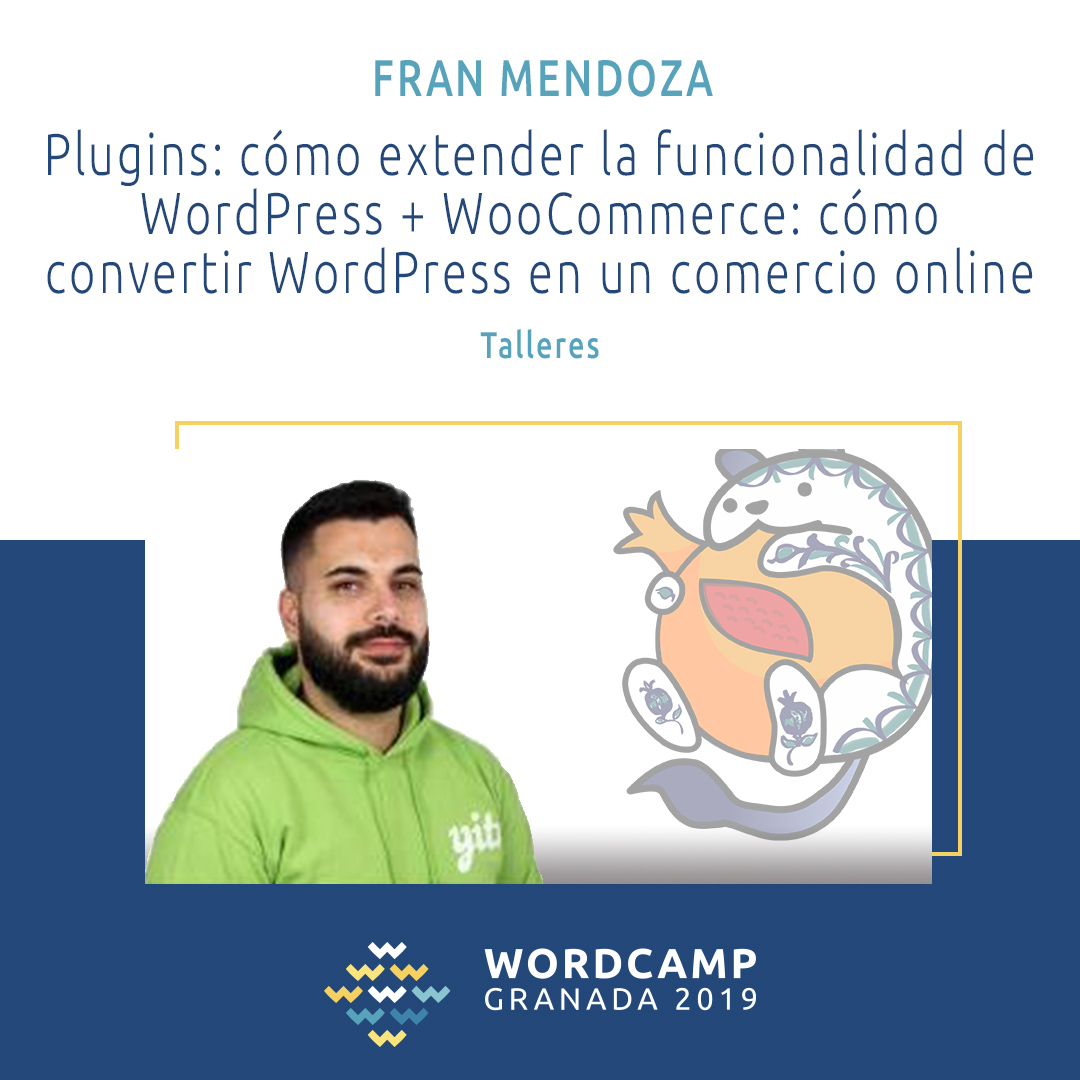 FRAN MENDOZA
Plugins: cómo extender la funcionalidad de
WordPress + WooCommerce: cómo
convertir WordPress en un comercio online
Talleres
yith
WORDCAMP
GRANADA 2019